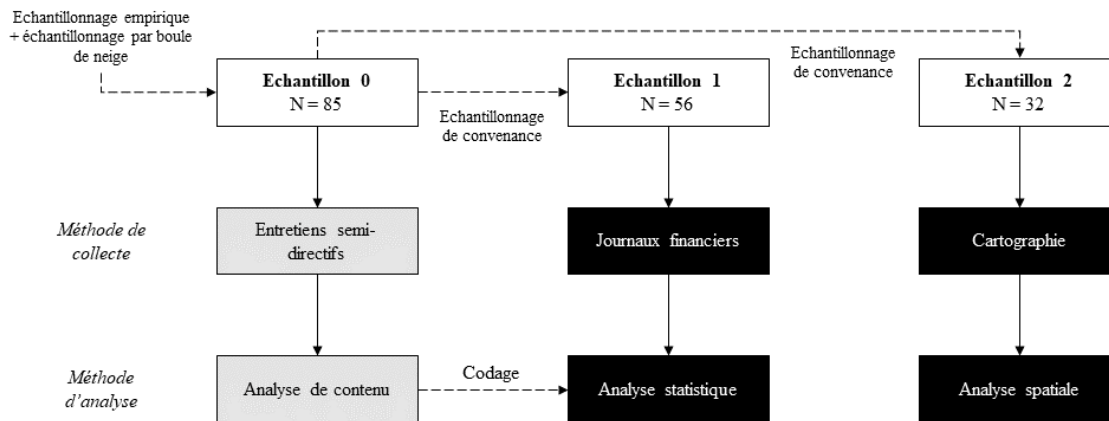 Echantillonnage empirique
+ échantillonnage par boule
de neige
Echantillonnage
de convenance
Echantillon 0
N = 85
Echantillonnage
de convenance
Echantillon 1
N = 56
Echantillon 2
N = 32
Méthode de
collecte
Entretiens semi-
directifs
Journaux financiers
Cartographie
Méthode
d'analyse
Analyse de contenu
Codage
Analyse statistique
Analyse spatiale